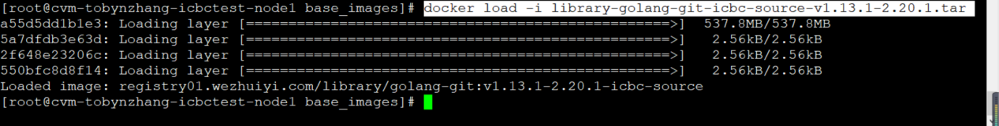 [root@cvm-tobynzhang-icbctest-node1 base_images]# docker load -i library-golang-git-icbc-source-v1.13.1-2.20.1.tar
a55d5dd1b1e3: Loading layer [==================================================>]  537.8MB/537.8MB
5a7dfdb3e63d: Loading layer [==================================================>]   2.56kB/2.56kB
2f648e23206c: Loading layer [==================================================>]   2.56kB/2.56kB
550bfc8d8f14: Loading layer [==================================================>]   2.56kB/2.56kB
Loaded image: registry01.wezhuiyi.com/library/golang-git:v1.13.1-2.20.1-icbc-source
[root@cvm-tobynzhang-icbctest-node1 base_images]#